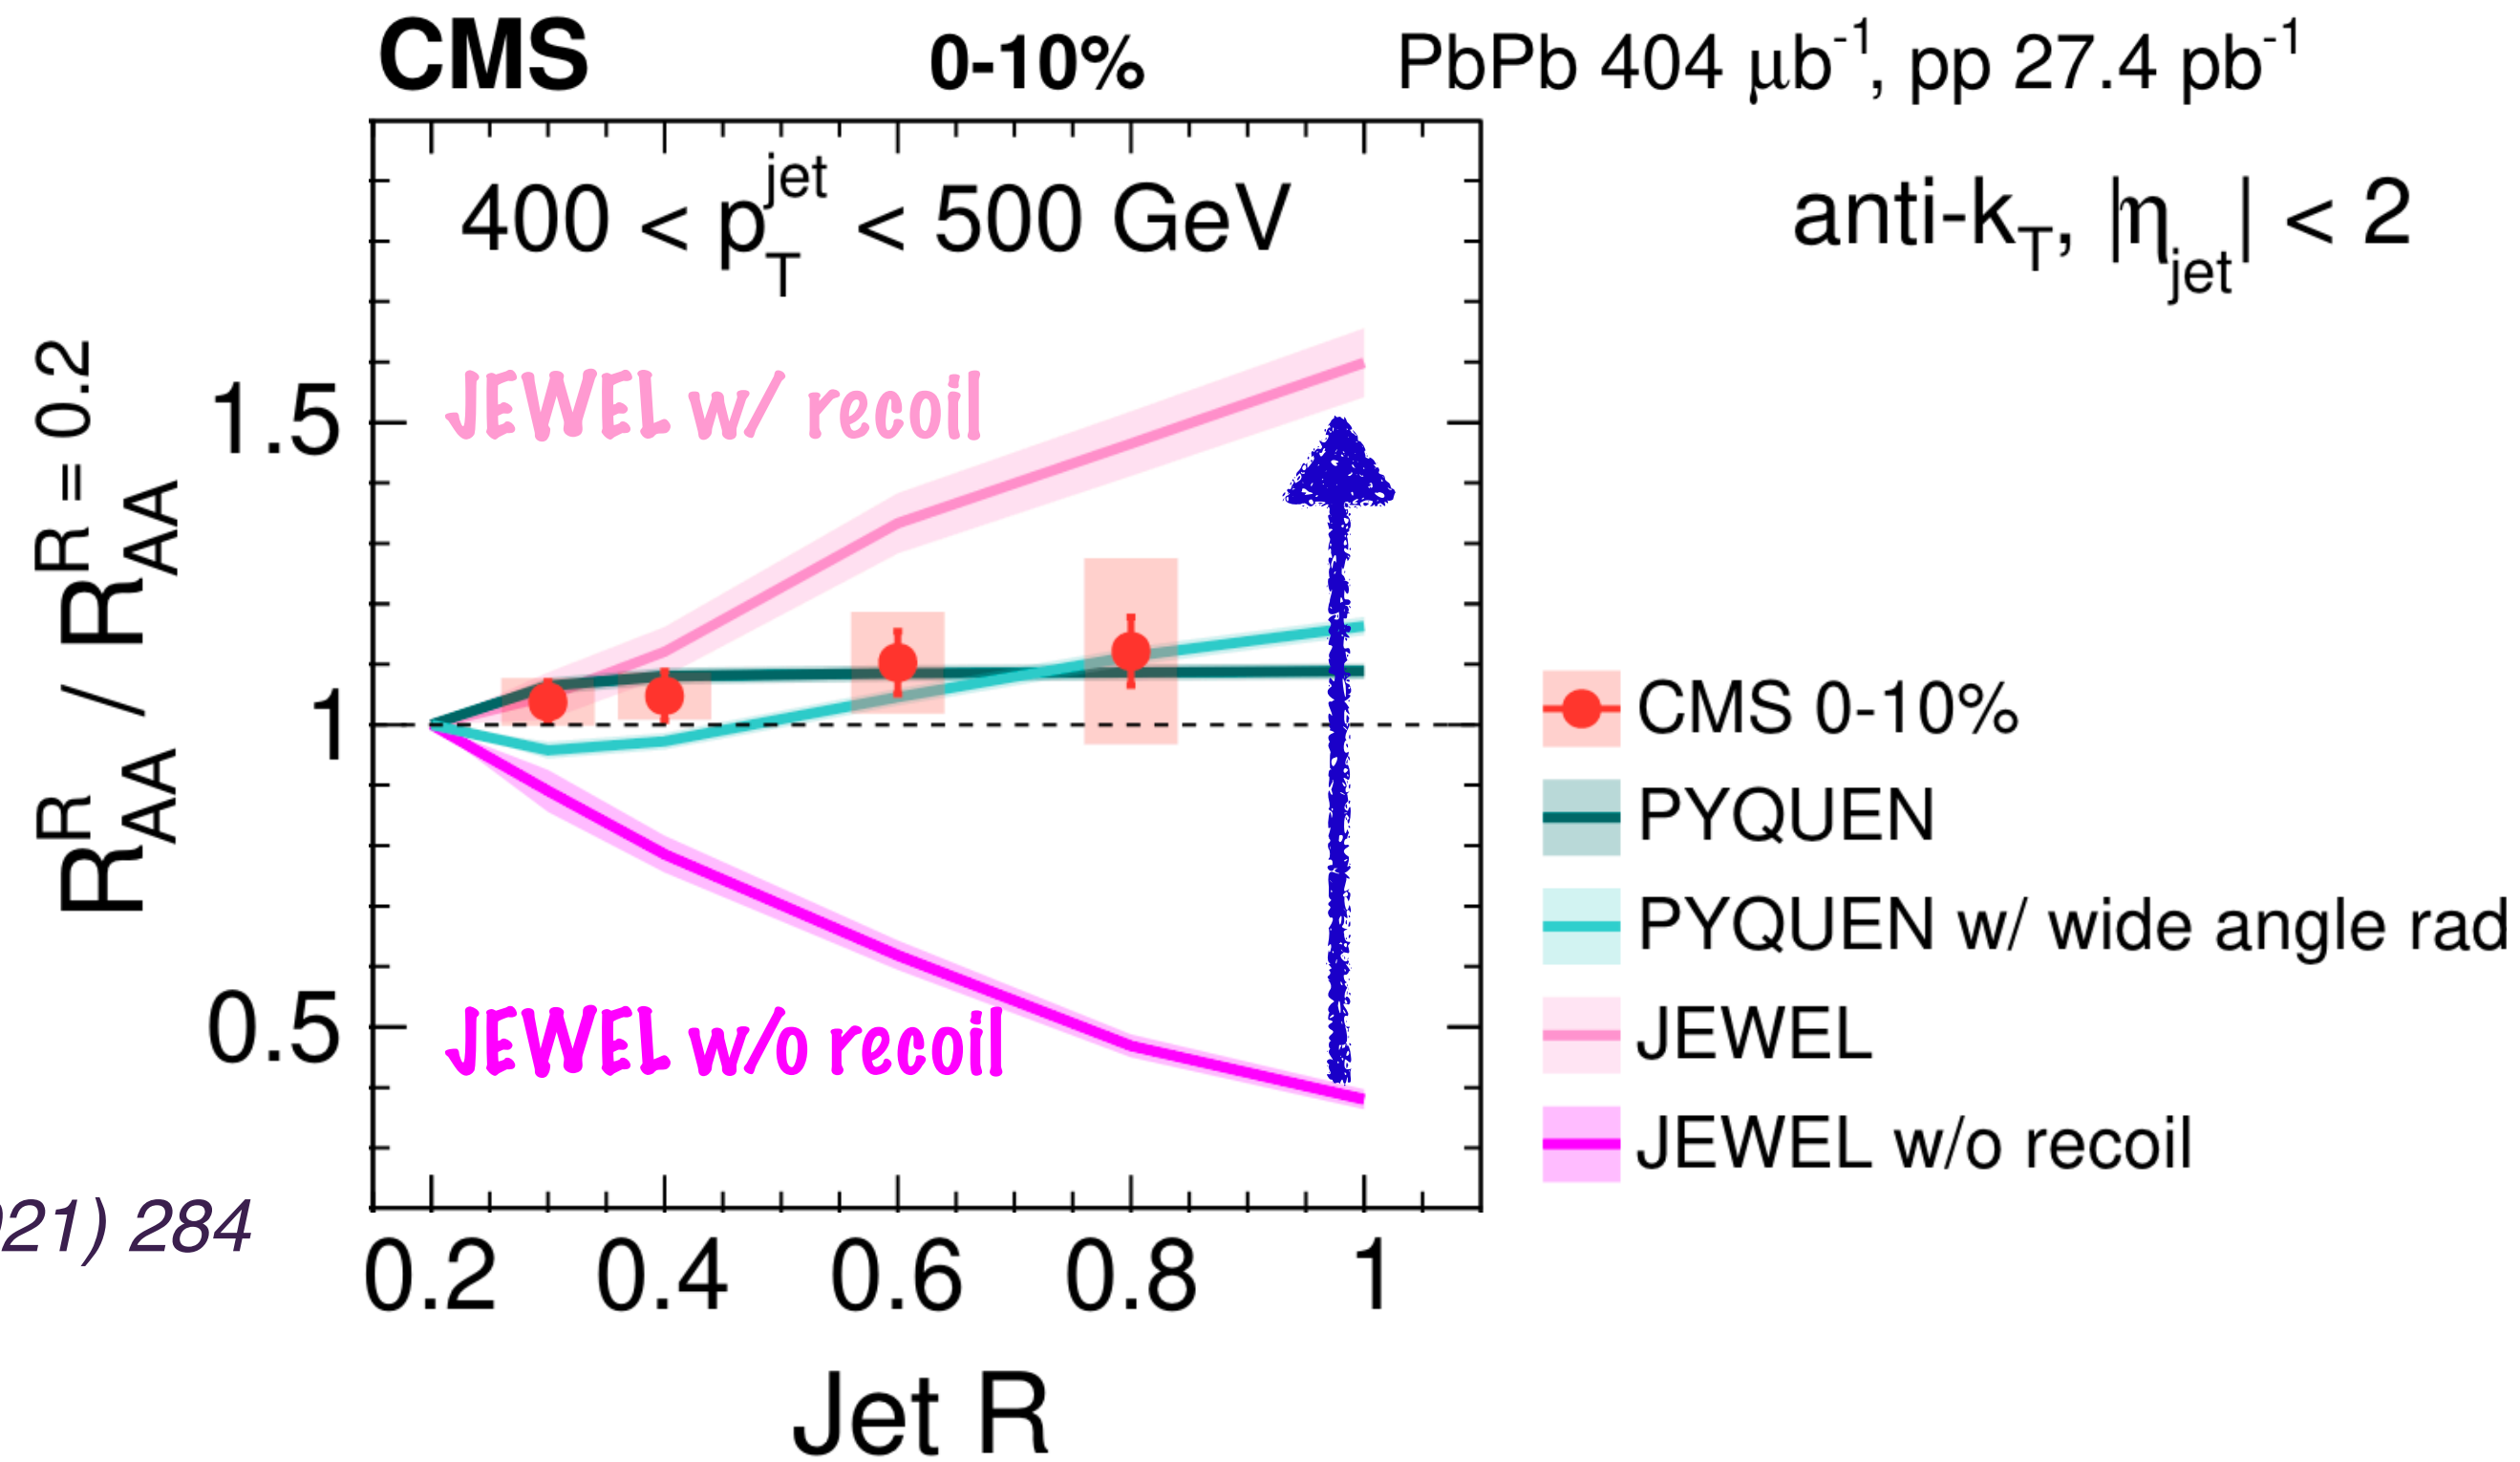 CMS 0-10% PbPb 404 μb⁻¹, pp 27.4 pb⁻¹
400 < p_T^jet < 500 GeV
anti-k_T, |η_jet| < 2
R_AA^R / R_AA^{R = 0.2}
1.5
1
0.5
JEWEL w/ recoil
JEWEL w/o recoil
CMS 0-10%
PYQUEN
PYQUEN w/ wide angle rad
JEWEL
JEWEL w/o recoil
21) 284
0.2 0.4 0.6 0.8 1
Jet R